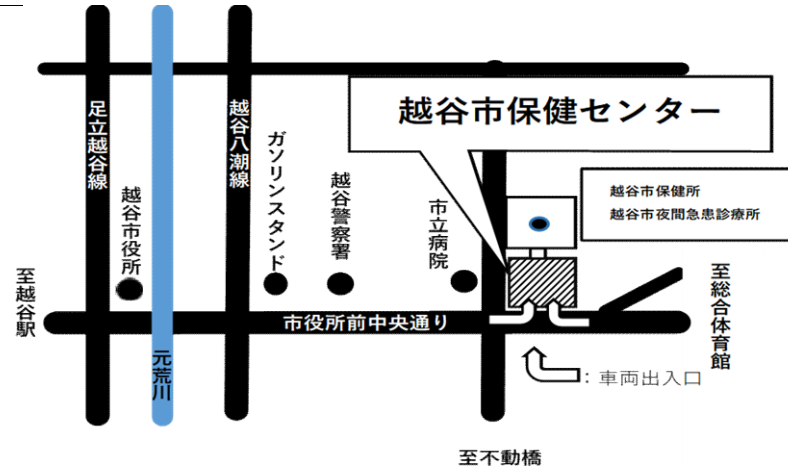 越谷市保健センター
足立越谷線
越谷八潮線
ガソリンスタンド
越谷市役所
越谷警察署
市立病院
越谷市保健所
越谷市夜間急患診療所
至越谷駅
至総合体育館
市役所前中央通り
元荒川
：車両出入口
至不動橋